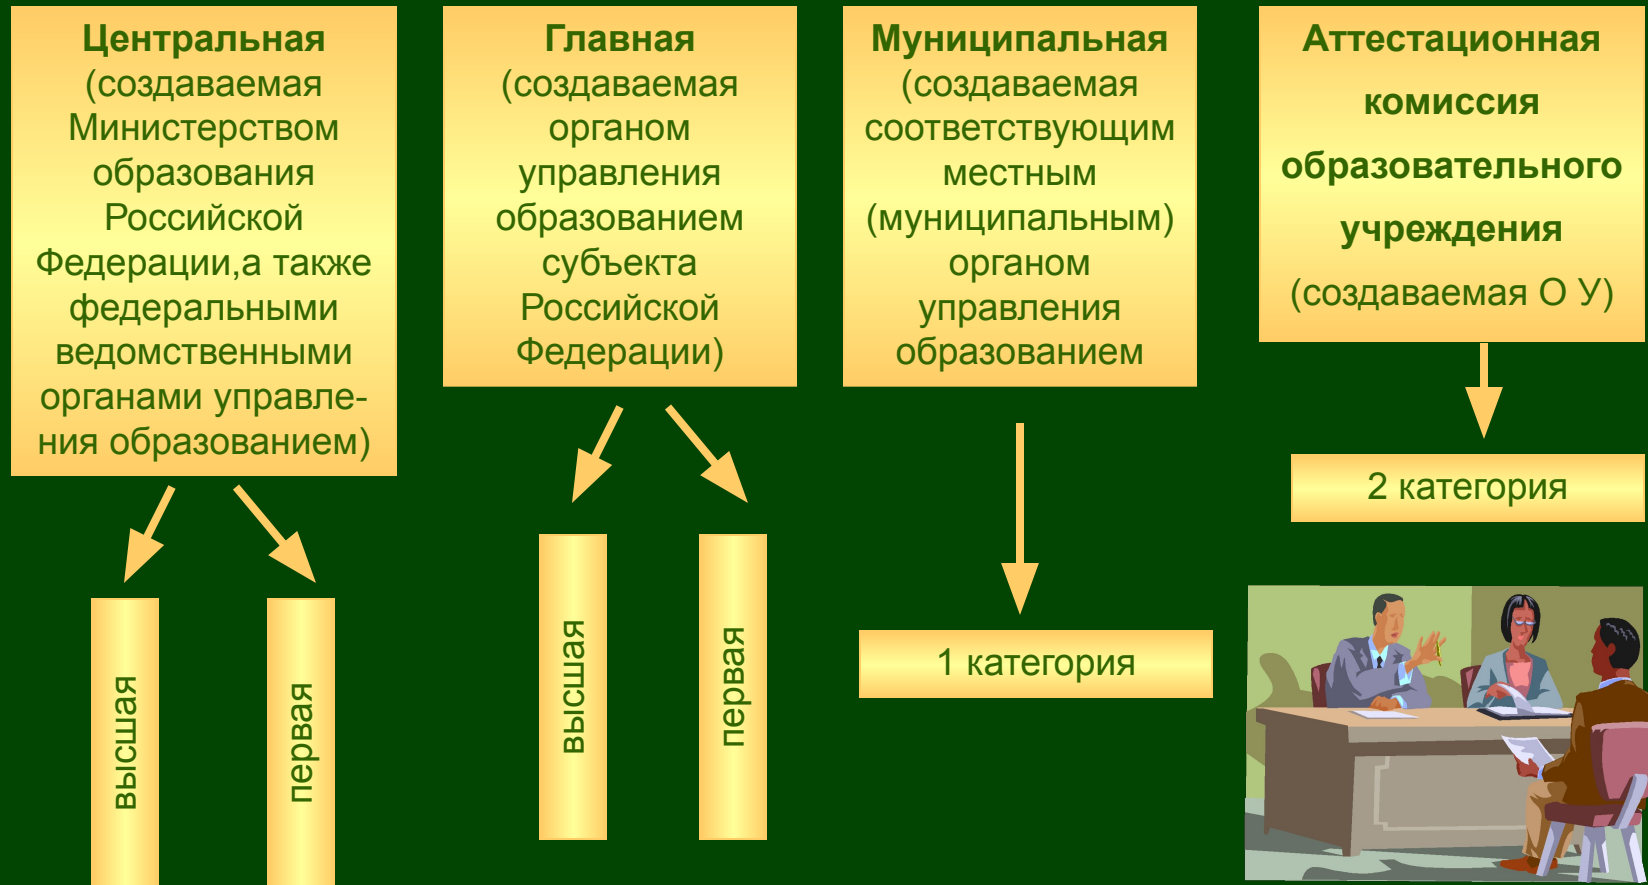 Центральная
(создаваемая
Министерством
образования
Российской
Федерации,а также
федеральными
ведомственными
органами управле-
ния образованием)
высшая
первая
Главная
(создаваемая
органом
управления
образованием
субъекта
Российской
Федерации)
высшая
первая
Муниципальная
(создаваемая
соответствующим
местным
(муниципальным)
органом
управления
образованием
1 категория
Аттестационная
комиссия
образовательного
учреждения
(создаваемая О У)
2 категория